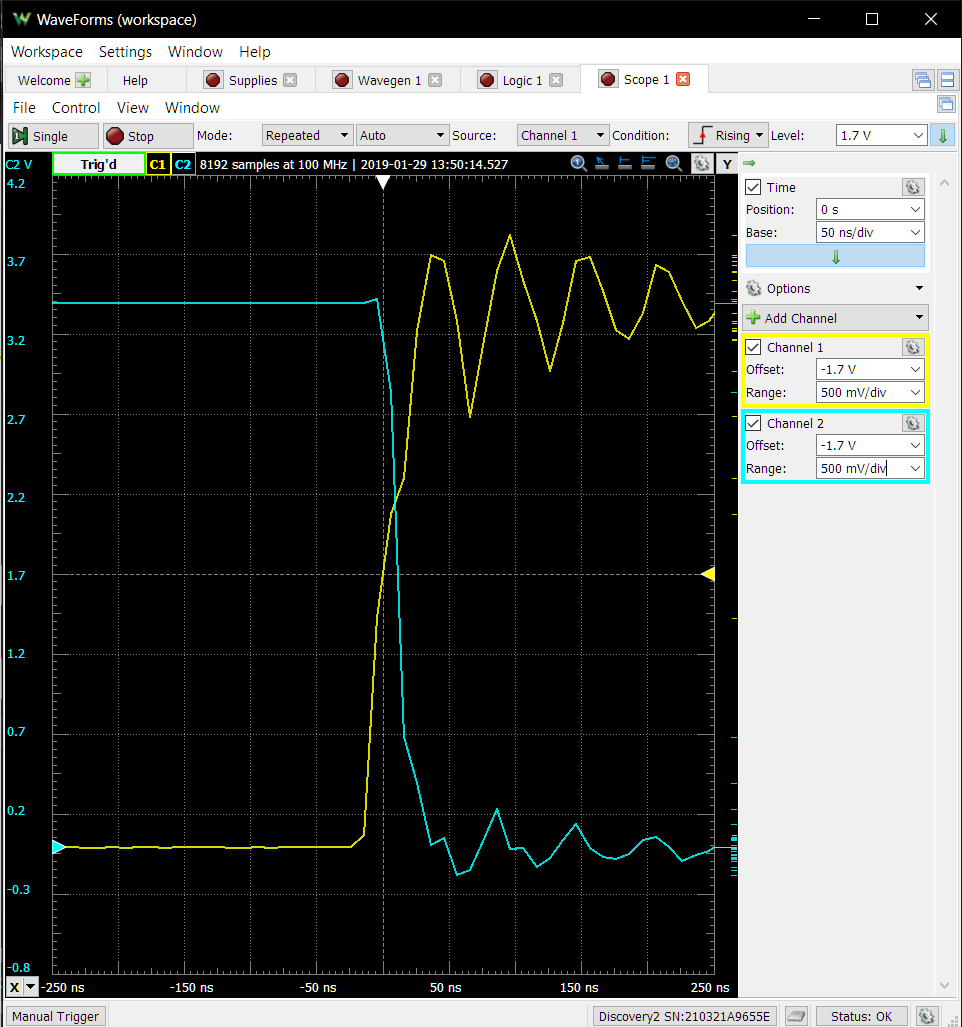 WaveForms (workspace)
Workspace Settings Window Help
Welcome Help Supplies Wavegen 1 Logic 1 Scope 1
File Control View Window
Single Stop Mode: Repeated Auto Source: Channel 1 Condition: Rising Level: 1.7 V
C2 V Trig'd C1 C2 8192 samples at 100 MHz | 2019-01-29 13:50:14.527 Y
4.2
3.7
3.2
2.7
2.2
1.7
1.2
0.7
0.2
-0.3
-0.8
X -250 ns -150 ns -50 ns 50 ns 150 ns 250 ns
Time
Position: 0 s
Base: 50 ns/div
Options
Add Channel
Channel 1
Offset: -1.7 V
Range: 500 mV/div
Channel 2
Offset: -1.7 V
Range: 500 mV/div
Manual Trigger Discovery2 SN:210321A9655E Status: OK